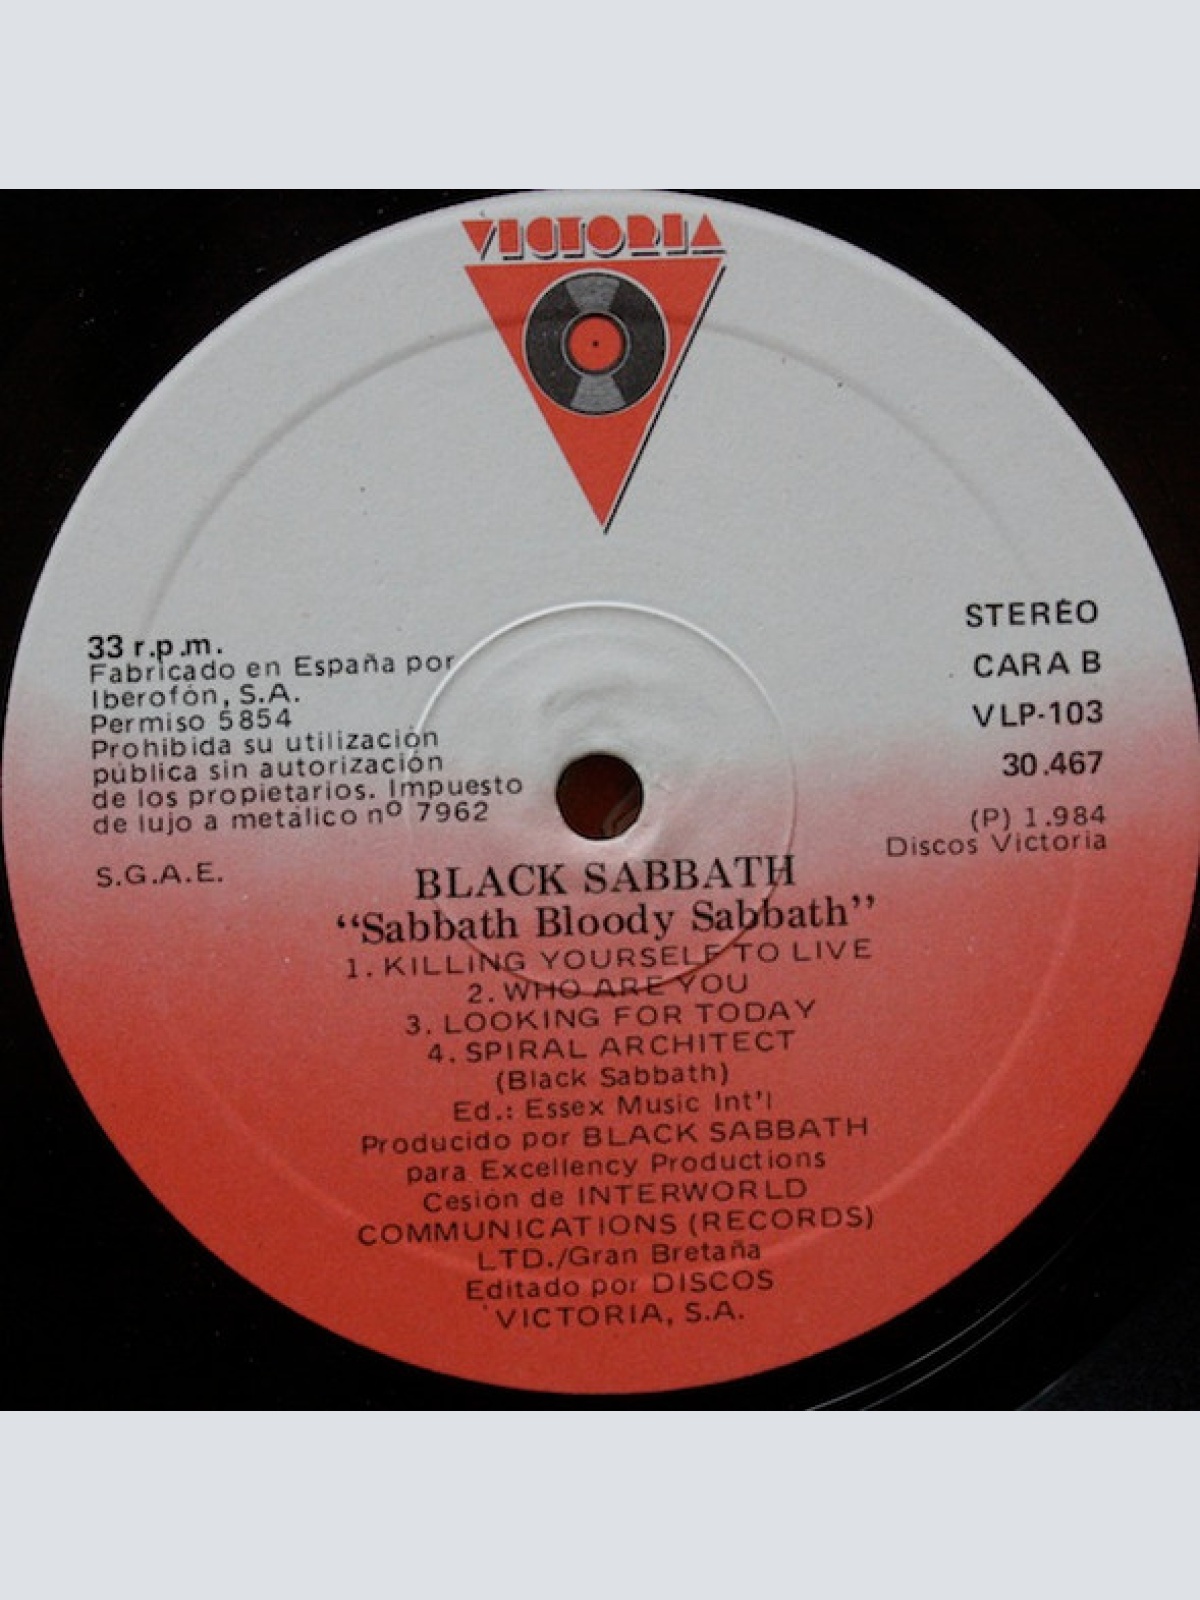 VICTORIA
33 r.p.m.
Fabricado en España por
Iberofón, S.A.
Permiso 5854
Prohibida su utilización
pública sin autorización
de los propietarios. Impuesto
de lujo a metálico nº 7962
S.G.A.E.
STEREO
CARA B
VLP-103
30.467
(P) 1.984
Discos Victoria
BLACK SABBATH
“Sabbath Bloody Sabbath”
1. KILLING YOURSELF TO LIVE
2. WHO ARE YOU
3. LOOKING FOR TODAY
4. SPIRAL ARCHITECT
(Black Sabbath)
Ed.: Essex Music Int'l
Producido por BLACK SABBATH
para Excellency Productions
Cesión de INTERWORLD
COMMUNICATIONS (RECORDS)
LTD./Gran Bretaña
Editado por DISCOS
VICTORIA, S.A.